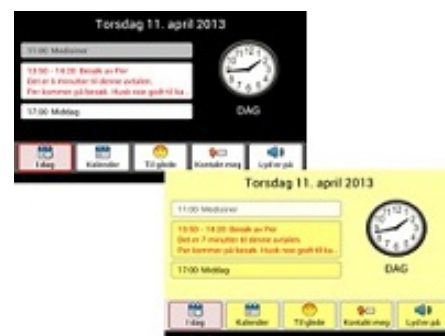 Torsdag 11. april 2013
11:00 Medisiner
13:50 - 14:20 Besøk av Per
Det er 6 minutter til denne avtalen.
Per kommer på besøk. Husk noe godt til ka..
17:00 Middag
DAG
I dag
Kalender
Til glede
Kontakt meg
Lyd er på
Torsdag 11. april 2013
11:00 Medisiner
13:50 - 14:20 Besøk av Per
Det er 7 minutter til denne avtalen.
Per kommer på besøk. Husk noe godt til ka..
17:00 Middag
DAG
I dag
Kalender
Til glede
Kontakt meg
Lyd er på